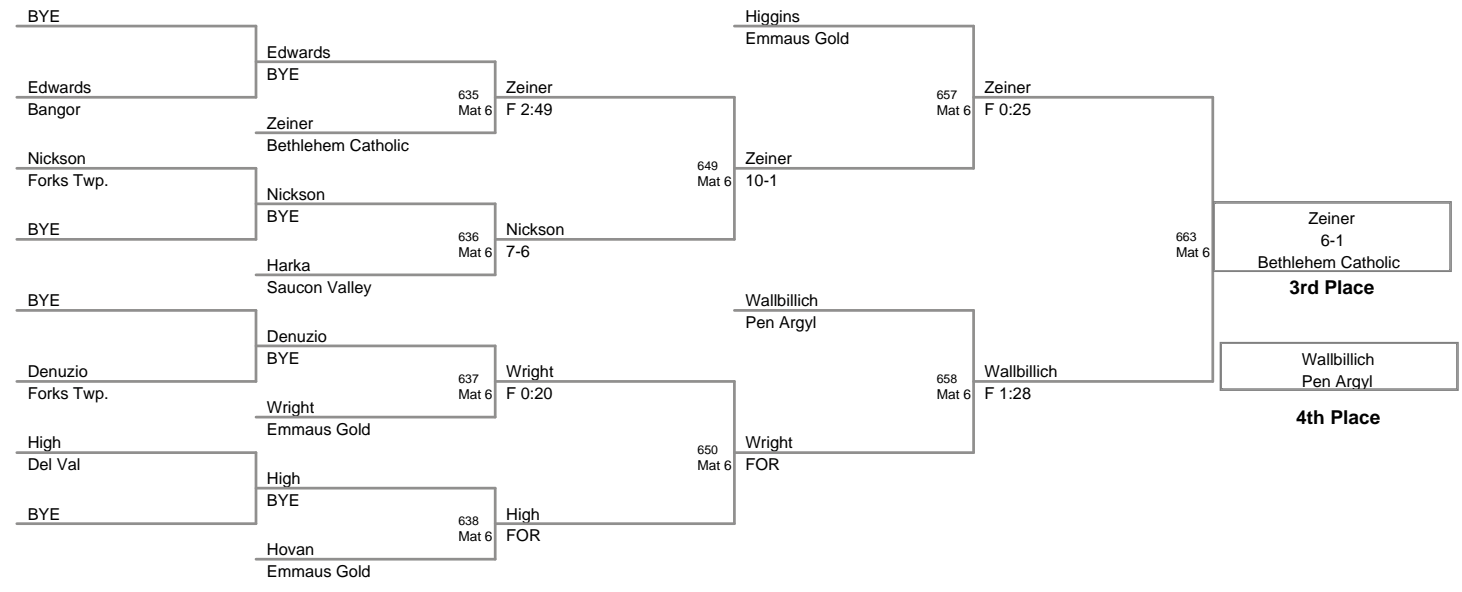 BYE
Higgins
Emmaus Gold
Edwards
BYE
Edwards
Bangor
635
Mat 6
Zeiner
F 2:49
657
Mat 6
Zeiner
F 0:25
Zeiner
Bethlehem Catholic
Nickson
Forks Twp.
649
Mat 6
Zeiner
10-1
Nickson
BYE
BYE
636
Mat 6
Nickson
7-6
663
Mat 6
Zeiner
6-1
Bethlehem Catholic
3rd Place
Harka
Saucon Valley
BYE
Wallbillich
Pen Argyl
Denuzio
BYE
Denuzio
Forks Twp.
637
Mat 6
Wright
F 0:20
658
Mat 6
Wallbillich
F 1:28
Wallbillich
Pen Argyl
4th Place
Wright
Emmaus Gold
High
Del Val
650
Mat 6
Wright
FOR
High
BYE
BYE
638
Mat 6
High
FOR
Hovan
Emmaus Gold